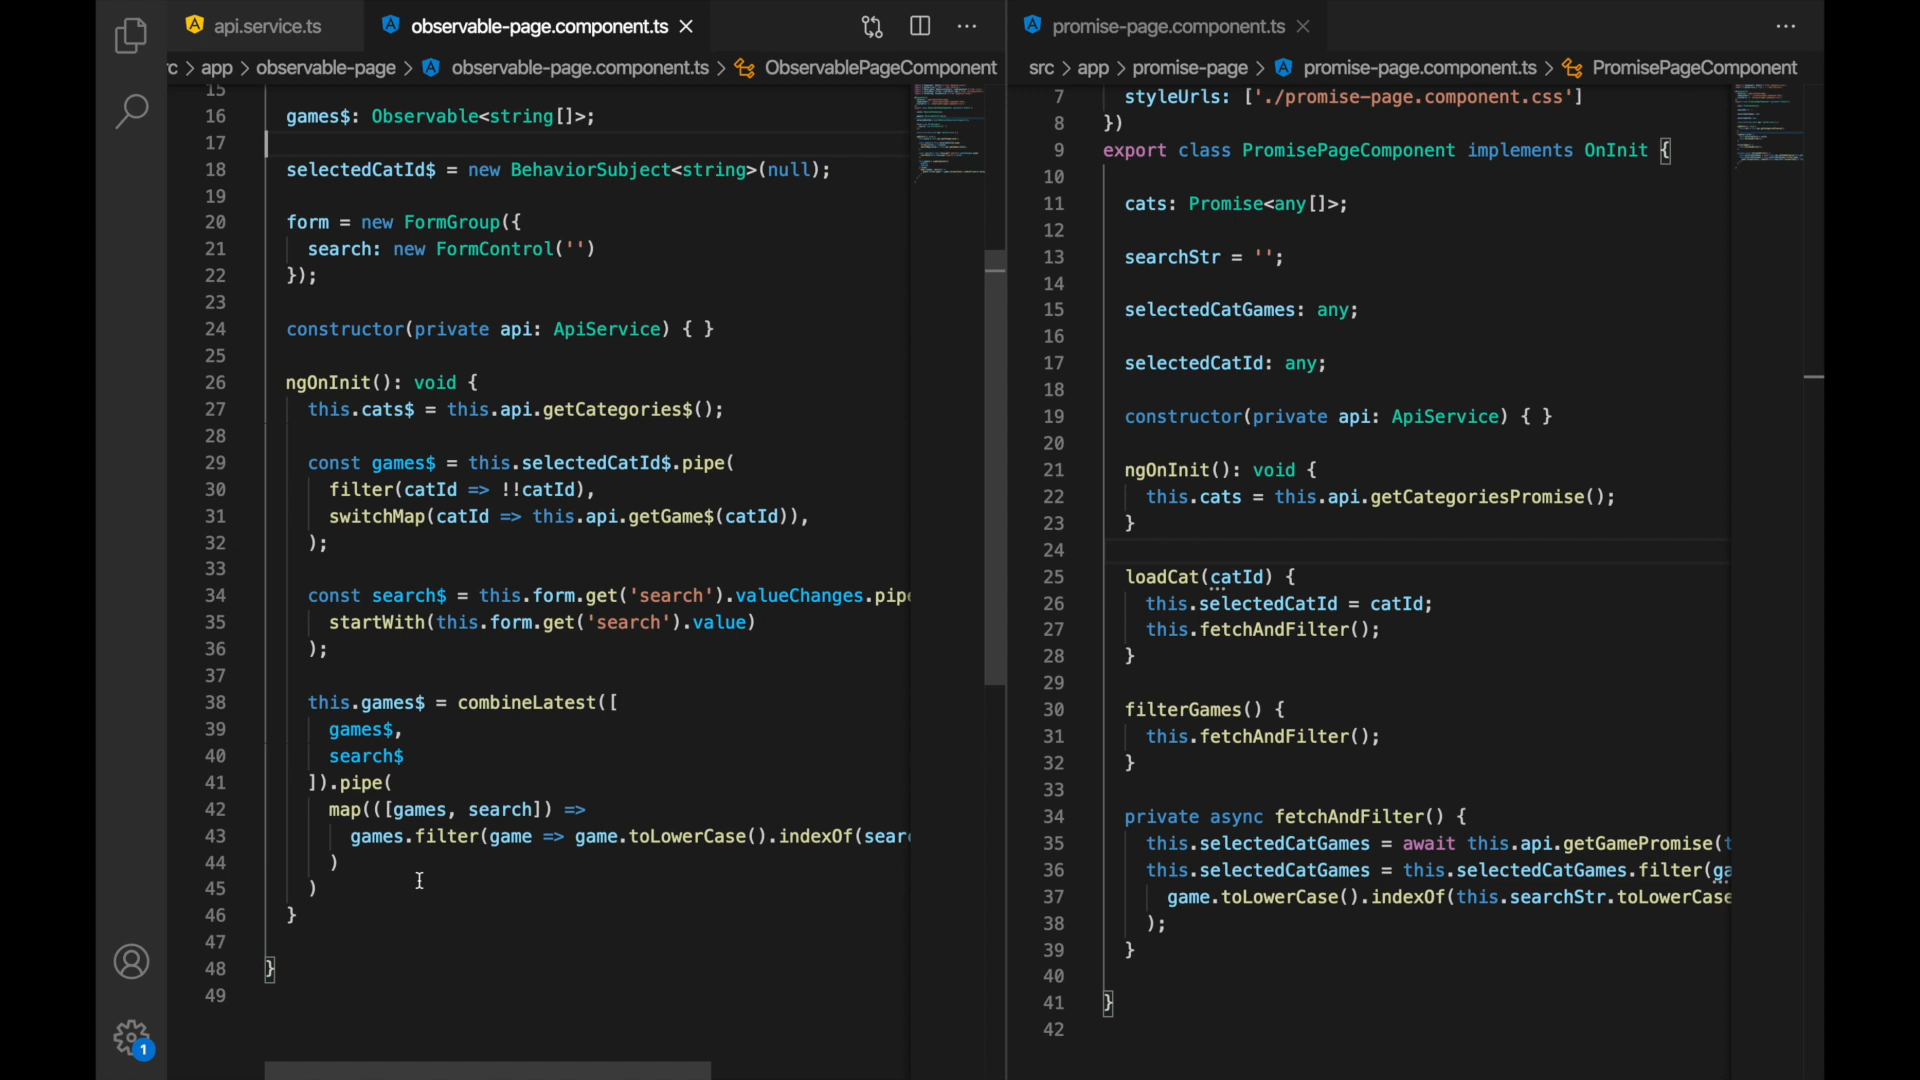 api.service.ts
observable-page.component.ts
src > app > observable-page > observable-page.component.ts > ObservablePageComponent
15
16 games$: Observable<string[]>;
17
18 selectedCatId$ = new BehaviorSubject<string>(null);
19
20 form = new FormGroup({
21 search: new FormControl('')
22 });
23
24 constructor(private api: ApiService) { }
25
26 ngOnInit(): void {
27 this.cats$ = this.api.getCategories$();
28
29 const games$ = this.selectedCatId$.pipe(
30 filter(catId => !!catId),
31 switchMap(catId => this.api.getGame$(catId)),
32 );
33
34 const search$ = this.form.get('search').valueChanges.pipe
35 startWith(this.form.get('search').value)
36 );
37
38 this.games$ = combineLatest([
39 games$,
40 search$
41 ]).pipe(
42 map(([games, search]) =>
43 games.filter(game => game.toLowerCase().indexOf(sear
44 )
45 )
46 }
47
48 }
49
1
promise-page.component.ts
src > app > promise-page > promise-page.component.ts > PromisePageComponent
7 styleUrls: ['./promise-page.component.css']
8 })
9 export class PromisePageComponent implements OnInit {
10
11 cats: Promise<any[]>;
12
13 searchStr = '';
14
15 selectedCatGames: any;
16
17 selectedCatId: any;
18
19 constructor(private api: ApiService) { }
20
21 ngOnInit(): void {
22 this.cats = this.api.getCategoriesPromise();
23 }
24
25 loadCat(catId) {
26 this.selectedCatId = catId;
27 this.fetchAndFilter();
28 }
29
30 filterGames() {
31 this.fetchAndFilter();
32 }
33
34 private async fetchAndFilter() {
35 this.selectedCatGames = await this.api.getGamePromise(t
36 this.selectedCatGames = this.selectedCatGames.filter(ga
37 game.toLowerCase().indexOf(this.searchStr.toLowerCase
38 );
39 }
40
41 }
42